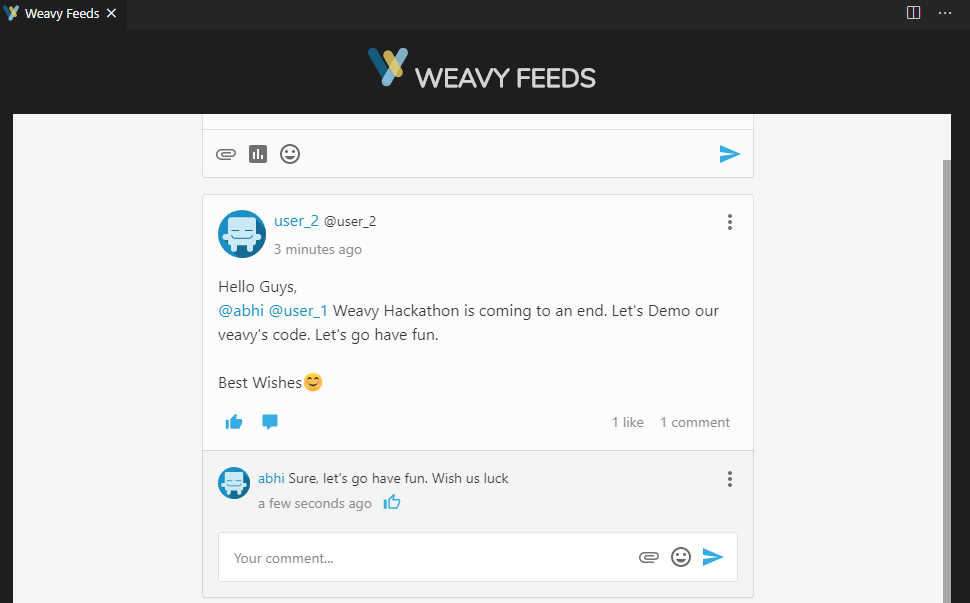 Weavy Feeds
WEAVY FEEDS
user_2 @user_2
3 minutes ago
Hello Guys,
@abhi @user_1 Weavy Hackathon is coming to an end. Let's Demo our
veavy's code. Let's go have fun.
Best Wishes😊
1 like 1 comment
abhi Sure, let's go have fun. Wish us luck
a few seconds ago
Your comment...